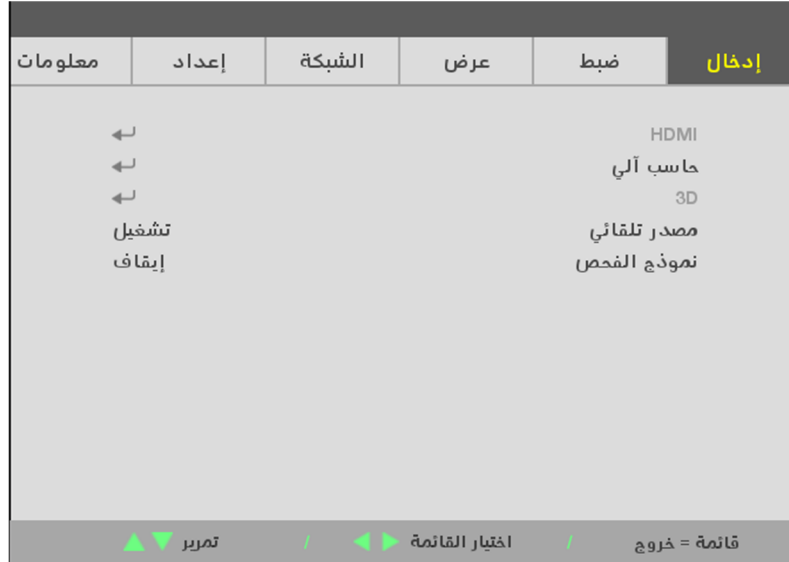 إدخال ضبط عرض الشبكة إعداد معلومات
HDMI
حاسب آلي
3D
مصدر تلقائي تشغيل
نموذج الفحص إيقاف
قائمة = خروج / اختيار القائمة / تمرير